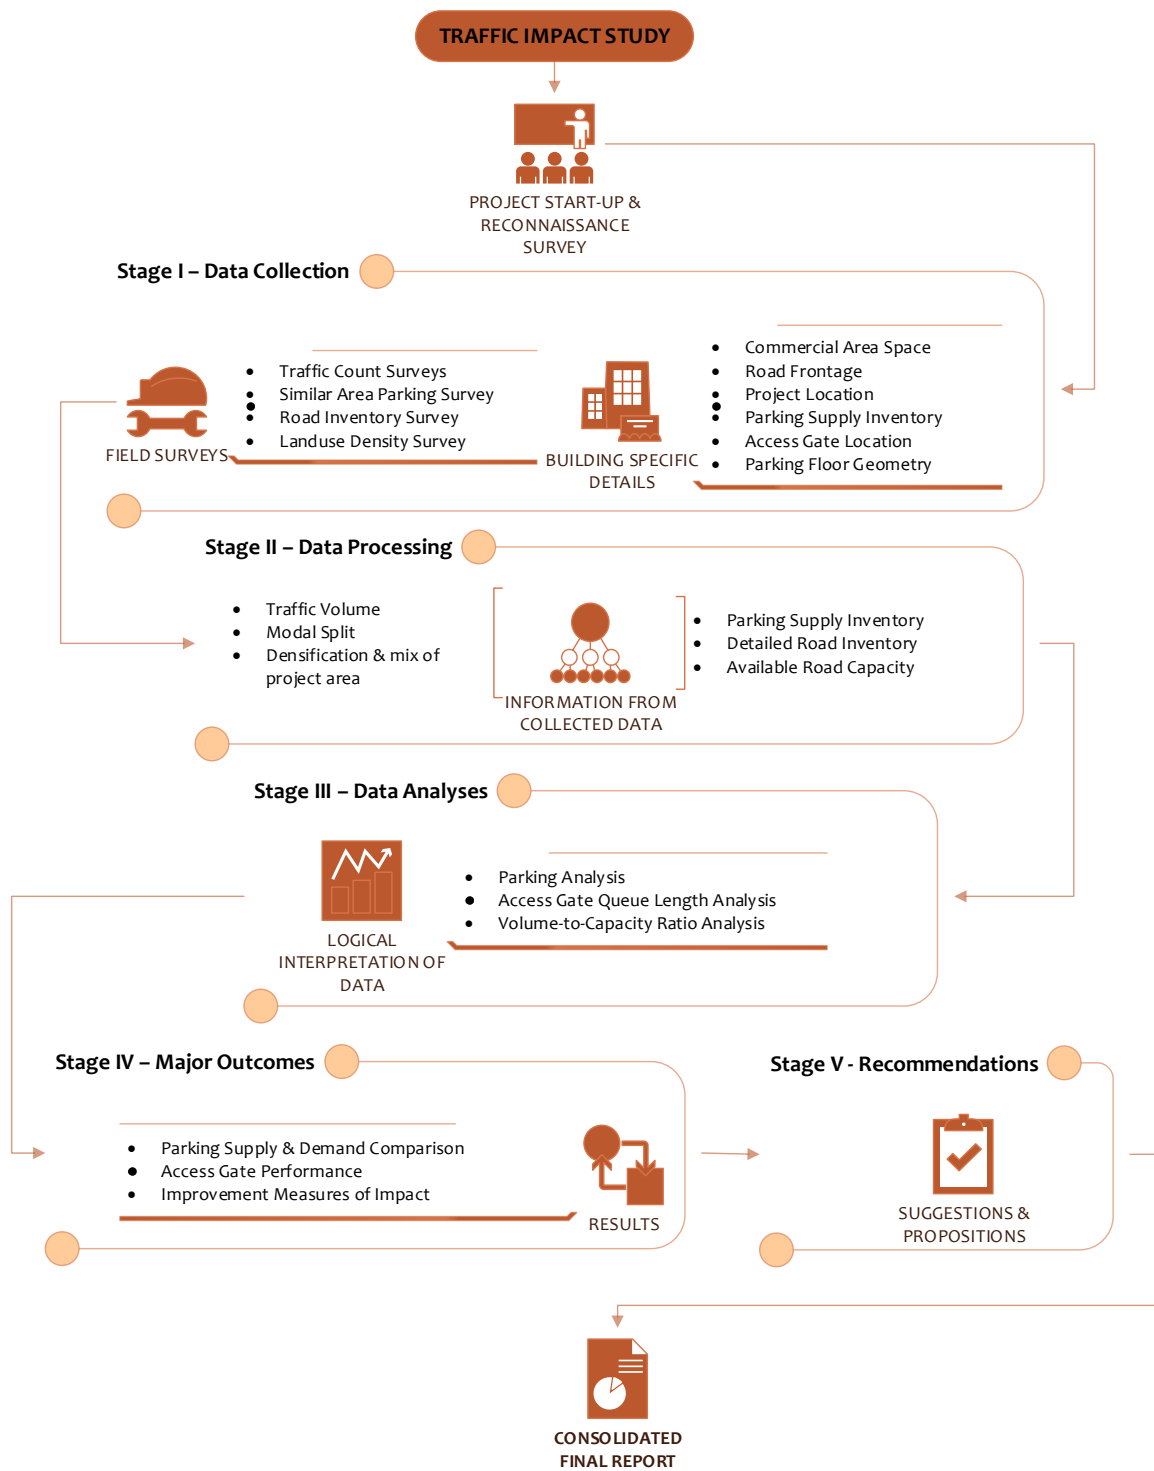 TRAFFIC IMPACT STUDY
PROJECT START-UP &
RECONNAISSANCE
SURVEY
Stage I – Data Collection
FIELD SURVEYS
• Traffic Count Surveys
• Similar Area Parking Survey
• Road Inventory Survey
• Landuse Density Survey
BUILDING SPECIFIC
DETAILS
• Commercial Area Space
• Road Frontage
• Project Location
• Parking Supply Inventory
• Access Gate Location
• Parking Floor Geometry
Stage II – Data Processing
• Traffic Volume
• Modal Split
• Densification & mix of
project area
INFORMATION FROM
COLLECTED DATA
• Parking Supply Inventory
• Detailed Road Inventory
• Available Road Capacity
Stage III – Data Analyses
LOGICAL
INTERPRETATION OF
DATA
• Parking Analysis
• Access Gate Queue Length Analysis
• Volume-to-Capacity Ratio Analysis
Stage IV – Major Outcomes
• Parking Supply & Demand Comparison
• Access Gate Performance
• Improvement Measures of Impact
RESULTS
Stage V - Recommendations
SUGGESTIONS &
PROPOSITIONS
CONSOLIDATED
FINAL REPORT